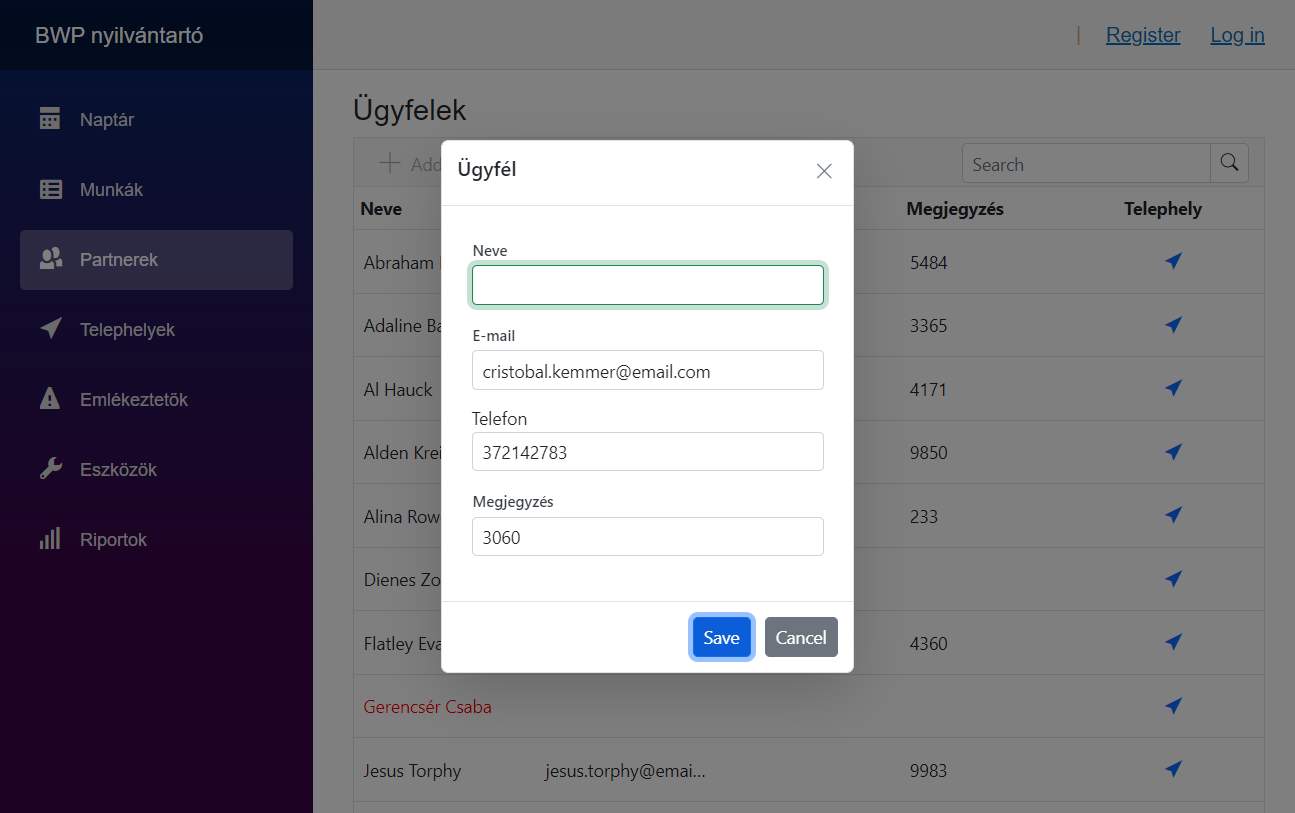 BWP nyilvántartó
| Register Log in
Naptár
Munkák
Partnerek
Telephelyek
Emlékeztetők
Eszközök
Riportok
Ügyfelek
Add
Search
Neve Megjegyzés Telephely
Abraham 5484
Adaline Ba 3365
Al Hauck 4171
Alden Krei 9850
Alina Row 233
Dienes Zo
Flatley Eva 4360
Gerencsér Csaba
Jesus Torphy jesus.torphy@emai... 9983
Ügyfél
Neve
E-mail
cristobal.kemmer@email.com
Telefon
372142783
Megjegyzés
3060
Save Cancel